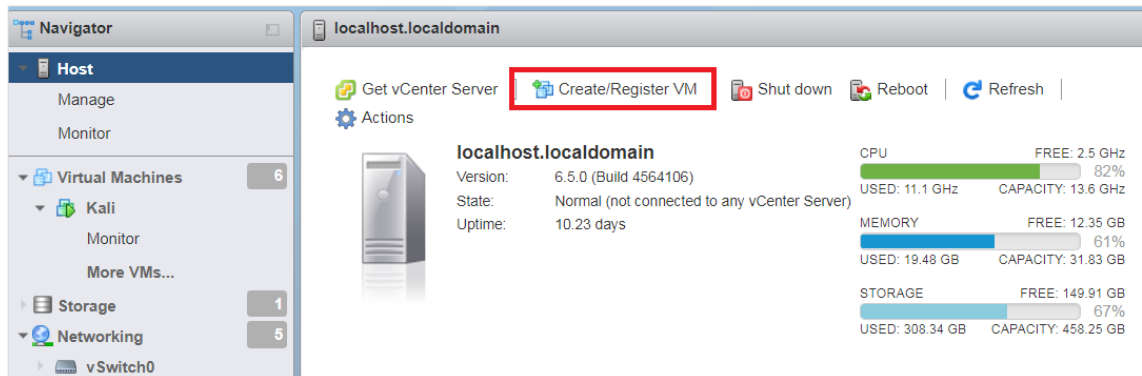 Navigator
Host
Manage
Monitor
Virtual Machines 6
Kali
Monitor
More VMs...
Storage 1
Networking 5
vSwitch0
localhost.localdomain
Get vCenter Server Create/Register VM Shut down Reboot Refresh
Actions
localhost.localdomain
Version: 6.5.0 (Build 4564106)
State: Normal (not connected to any vCenter Server)
Uptime: 10.23 days
CPU FREE: 2.5 GHz
82%
USED: 11.1 GHz CAPACITY: 13.6 GHz
MEMORY FREE: 12.35 GB
61%
USED: 19.48 GB CAPACITY: 31.83 GB
STORAGE FREE: 149.91 GB
67%
USED: 308.34 GB CAPACITY: 458.25 GB